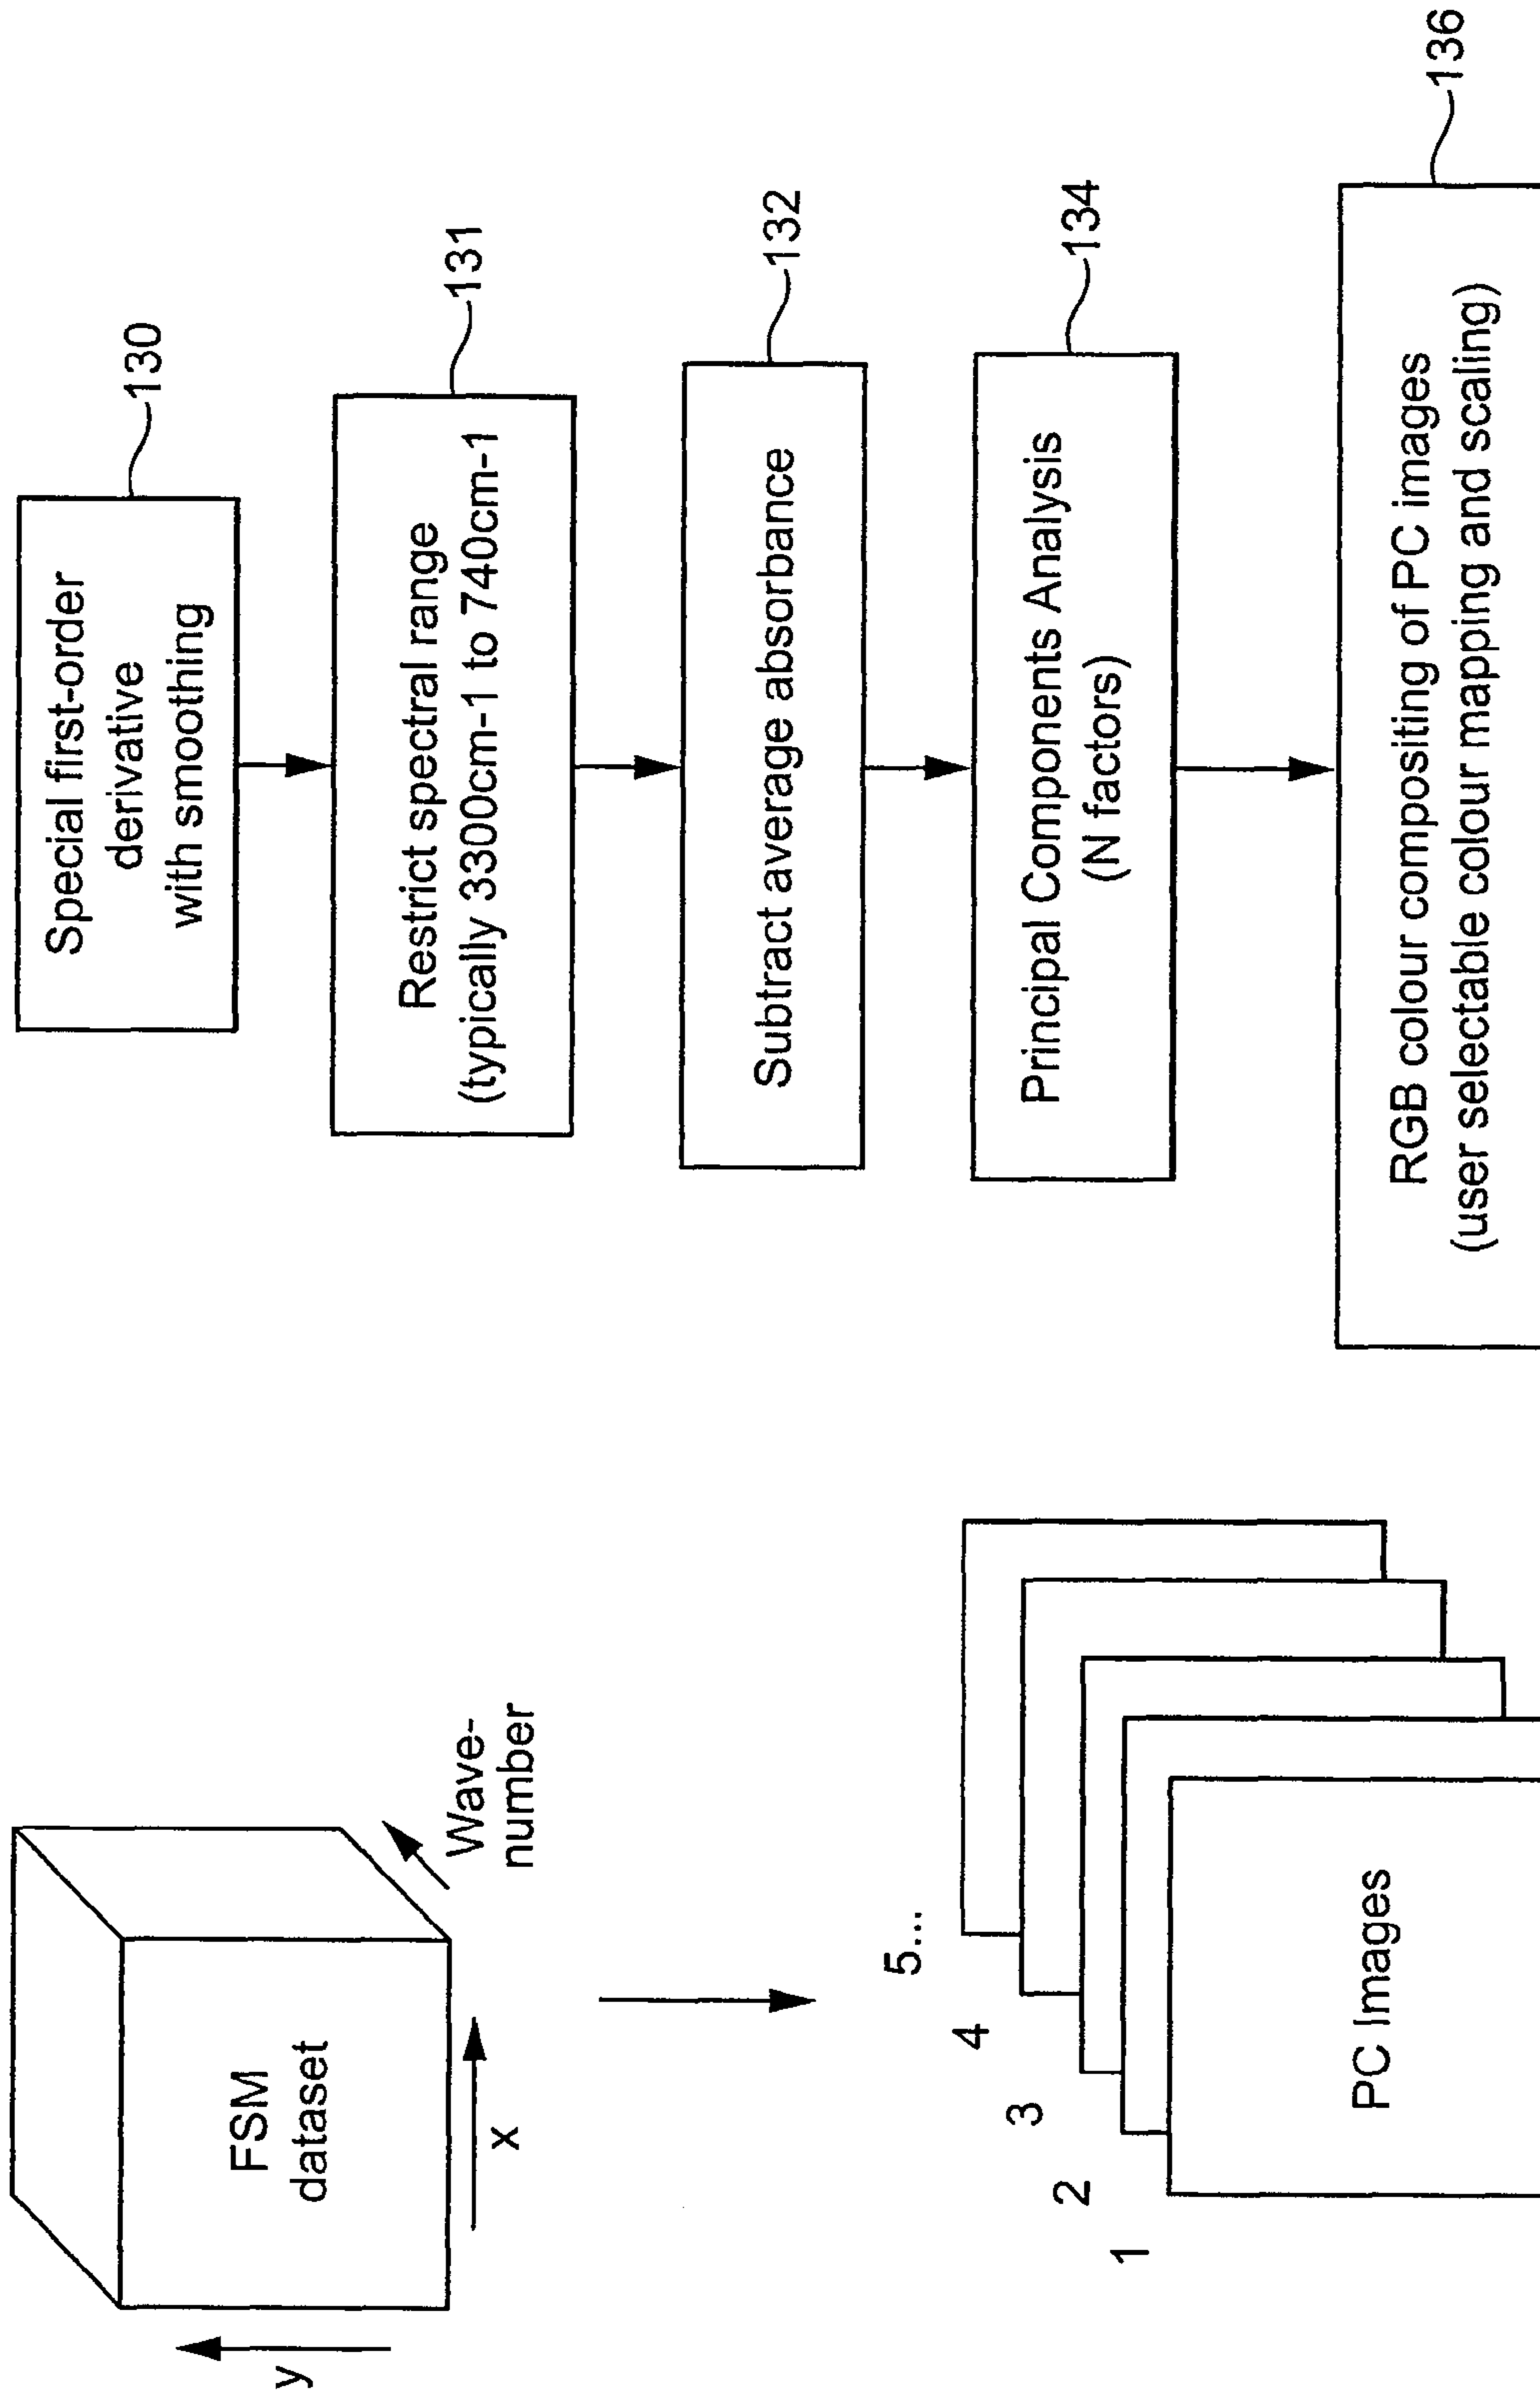 FSM
dataset
y
x
Wave-
number
1
2
3
4
5...
PC Images
Special first-order
derivative
with smoothing
130
Restrict spectral range
(typically 3300cm-1 to 740cm-1
131
Subtract average absorbance
132
Principal Components Analysis
(N factors)
134
RGB colour compositing of PC images
(user selectable colour mapping and scaling)
136